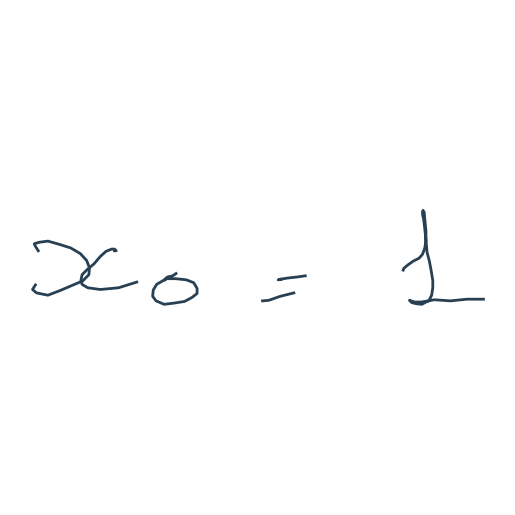 x₀ = 1